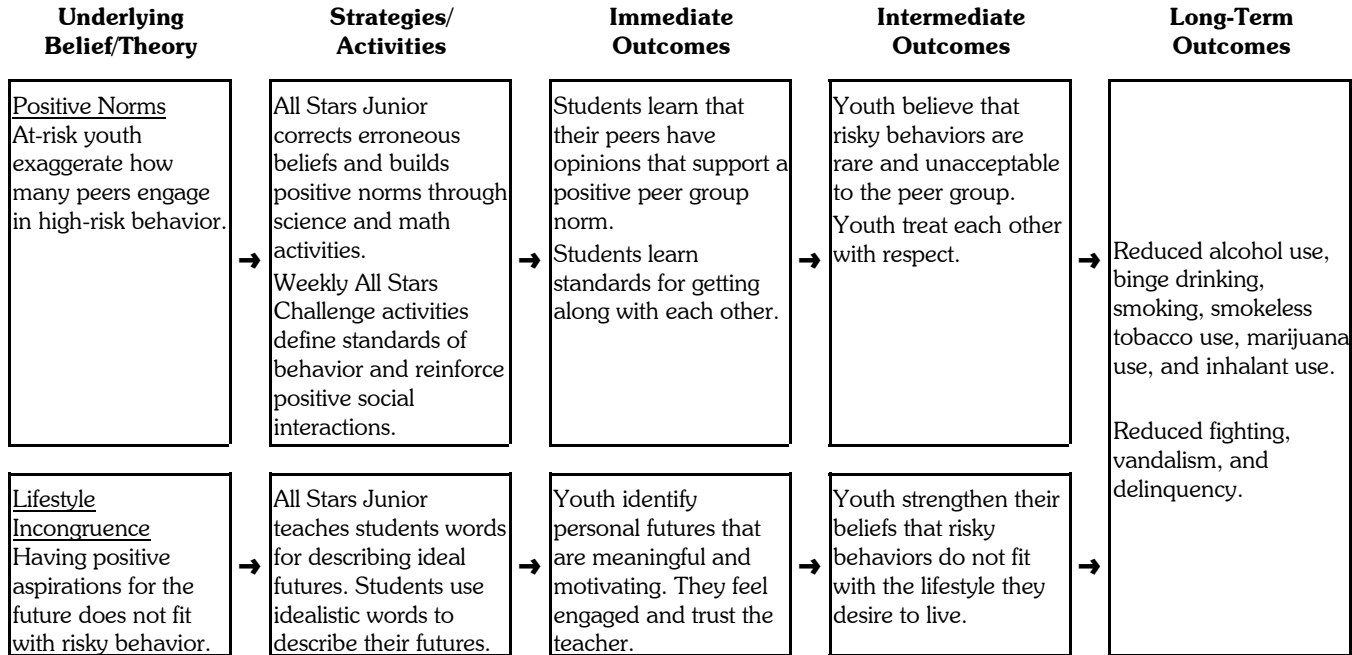 Underlying
Belief/Theory
Strategies/
Activities
Immediate
Outcomes
Intermediate
Outcomes
Long-Term
Outcomes
Positive Norms
At-risk youth
exaggerate how
many peers engage
in high-risk behavior.
→
All Stars Junior
corrects erroneous
beliefs and builds
positive norms through
science and math
activities.
Weekly All Stars
Challenge activities
define standards of
behavior and reinforce
positive social
interactions.
→
Students learn that
their peers have
opinions that support a
positive peer group
norm.
Students learn
standards for getting
along with each other.
→
Youth believe that
risky behaviors are
rare and unacceptable
to the peer group.
Youth treat each other
with respect.
→
Reduced alcohol use,
binge drinking,
smoking, smokeless
tobacco use, marijuana
use, and inhalant use.
Reduced fighting,
vandalism, and
delinquency.
Lifestyle
Incongruence
Having positive
aspirations for the
future does not fit
with risky behavior.
→
All Stars Junior
teaches students words
for describing ideal
futures. Students use
idealistic words to
describe their futures.
→
Youth identify
personal futures that
are meaningful and
motivating. They feel
engaged and trust the
teacher.
→
Youth strengthen their
beliefs that risky
behaviors do not fit
with the lifestyle they
desire to live.
→